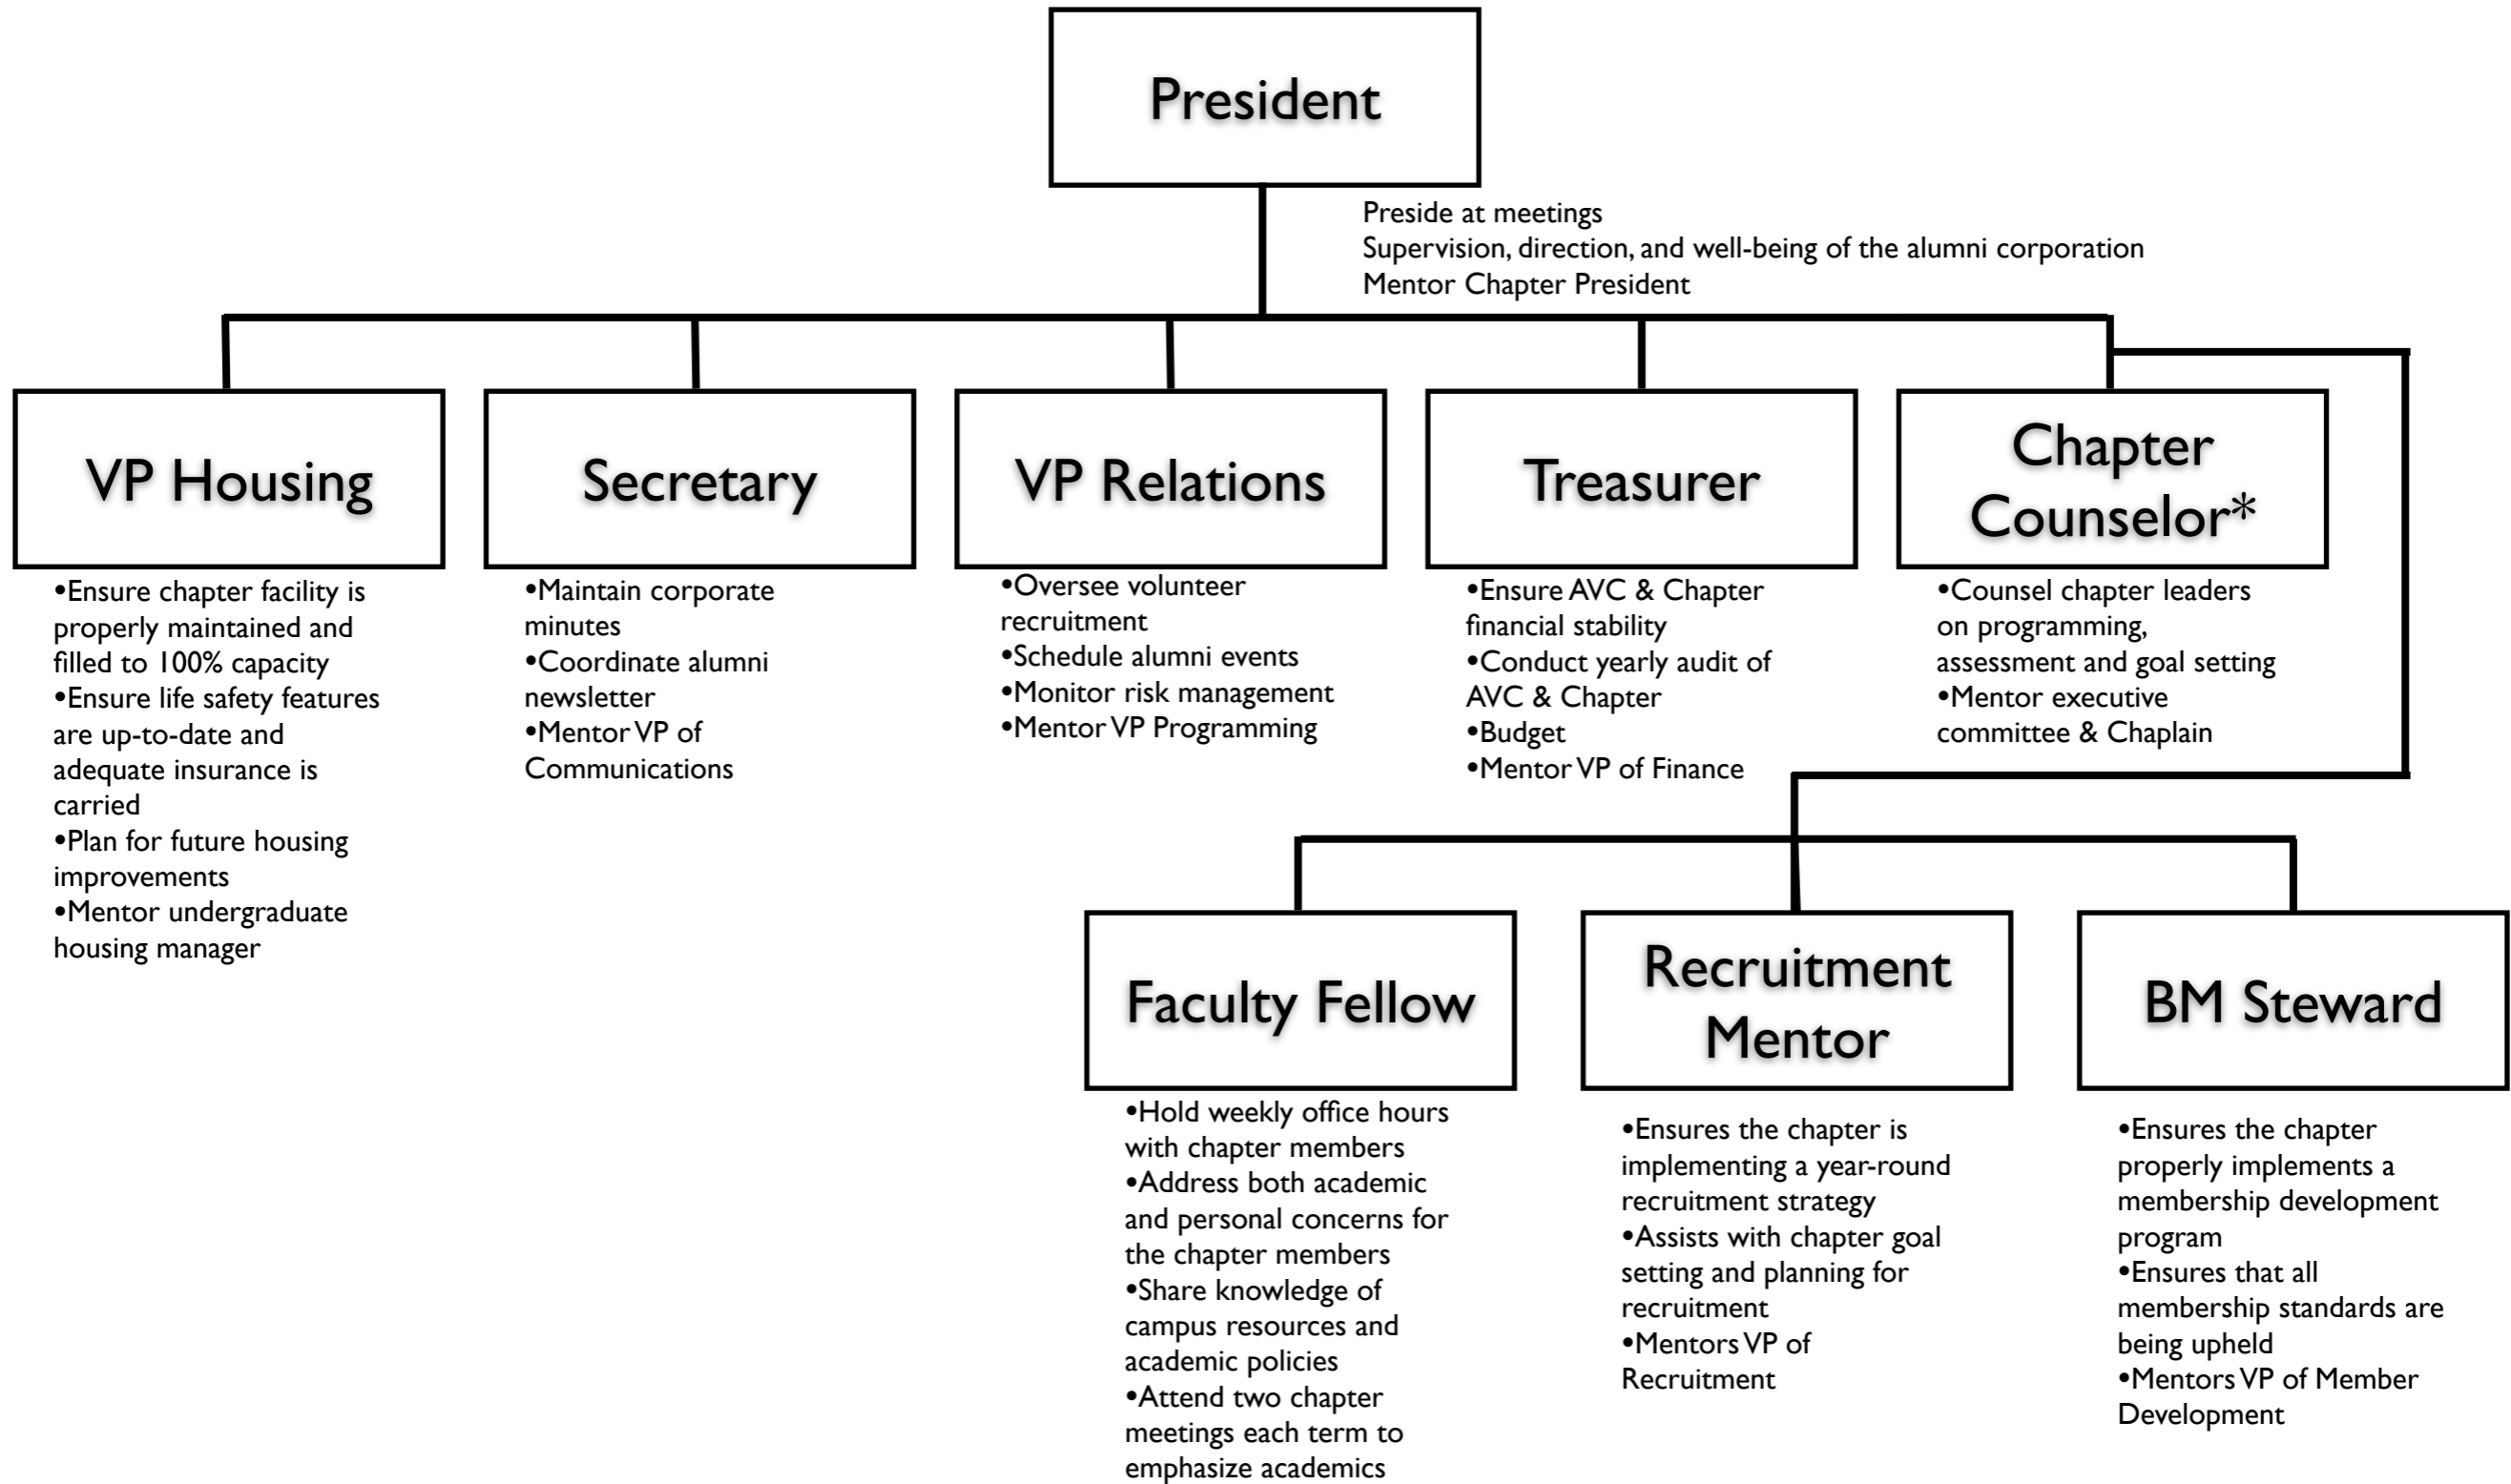 President
Preside at meetings
Supervision, direction, and well-being of the alumni corporation
Mentor Chapter President
VP Housing
•Ensure chapter facility is
properly maintained and
filled to 100% capacity
•Ensure life safety features
are up-to-date and
adequate insurance is
carried
•Plan for future housing
improvements
•Mentor undergraduate
housing manager
Secretary
•Maintain corporate
minutes
•Coordinate alumni
newsletter
•Mentor VP of
Communications
VP Relations
•Oversee volunteer
recruitment
•Schedule alumni events
•Monitor risk management
•Mentor VP Programming
Treasurer
•Ensure AVC & Chapter
financial stability
•Conduct yearly audit of
AVC & Chapter
•Budget
•Mentor VP of Finance
Chapter
Counselor*
•Counsel chapter leaders
on programming,
assessment and goal setting
•Mentor executive
committee & Chaplain
Faculty Fellow
•Hold weekly office hours
with chapter members
•Address both academic
and personal concerns for
the chapter members
•Share knowledge of
campus resources and
academic policies
•Attend two chapter
meetings each term to
emphasize academics
Recruitment
Mentor
•Ensures the chapter is
implementing a year-round
recruitment strategy
•Assists with chapter goal
setting and planning for
recruitment
•Mentors VP of
Recruitment
BM Steward
•Ensures the chapter
properly implements a
membership development
program
•Ensures that all
membership standards are
being upheld
•Mentors VP of Member
Development